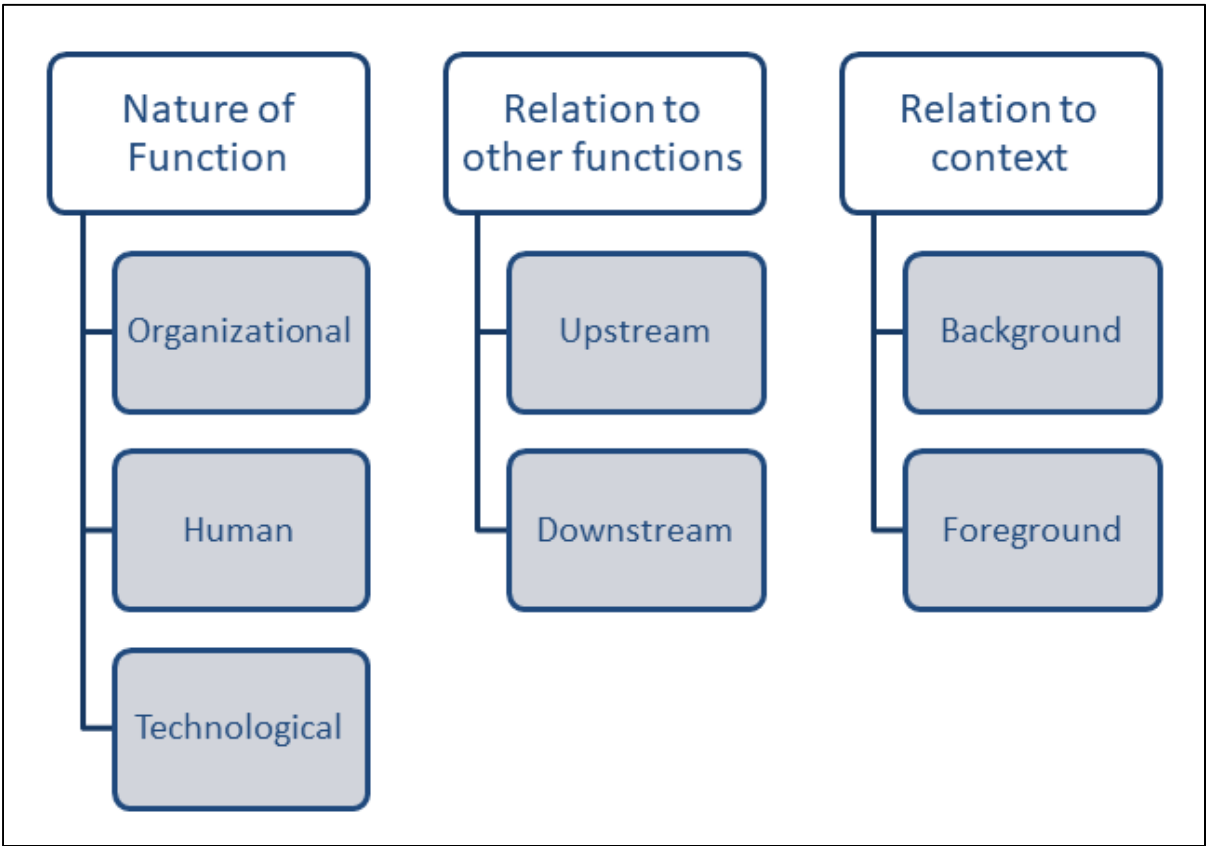 Nature of
Function
Organizational
Human
Technological
Relation to
other functions
Upstream
Downstream
Relation to
context
Background
Foreground